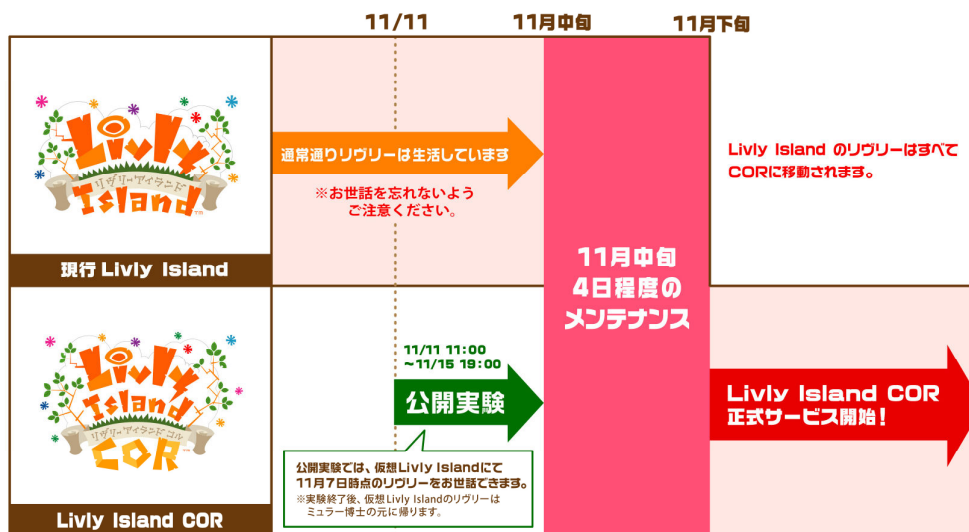 11/11
11月中旬
11月下旬
Livly
Island™
リヴリーアイランド
現行 Livly Island
通常通りリヴリーは生活しています
※お世話を忘れないよう
ご注意ください。
11月中旬
4日程度の
メンテナンス
Livly Island のリヴリーはすべて
CORに移動されます。
Livly
Island
リヴリーアイランド コル
COR
Livly Island COR
11/11 11:00
～11/15 19:00
公開実験
公開実験では、仮想Livly Islandにて
11月7日時点のリヴリーをお世話できます。
※実験終了後、仮想Livly Islandのリヴリーは
ミュラー博士の元に帰ります。
Livly Island COR
正式サービス開始！